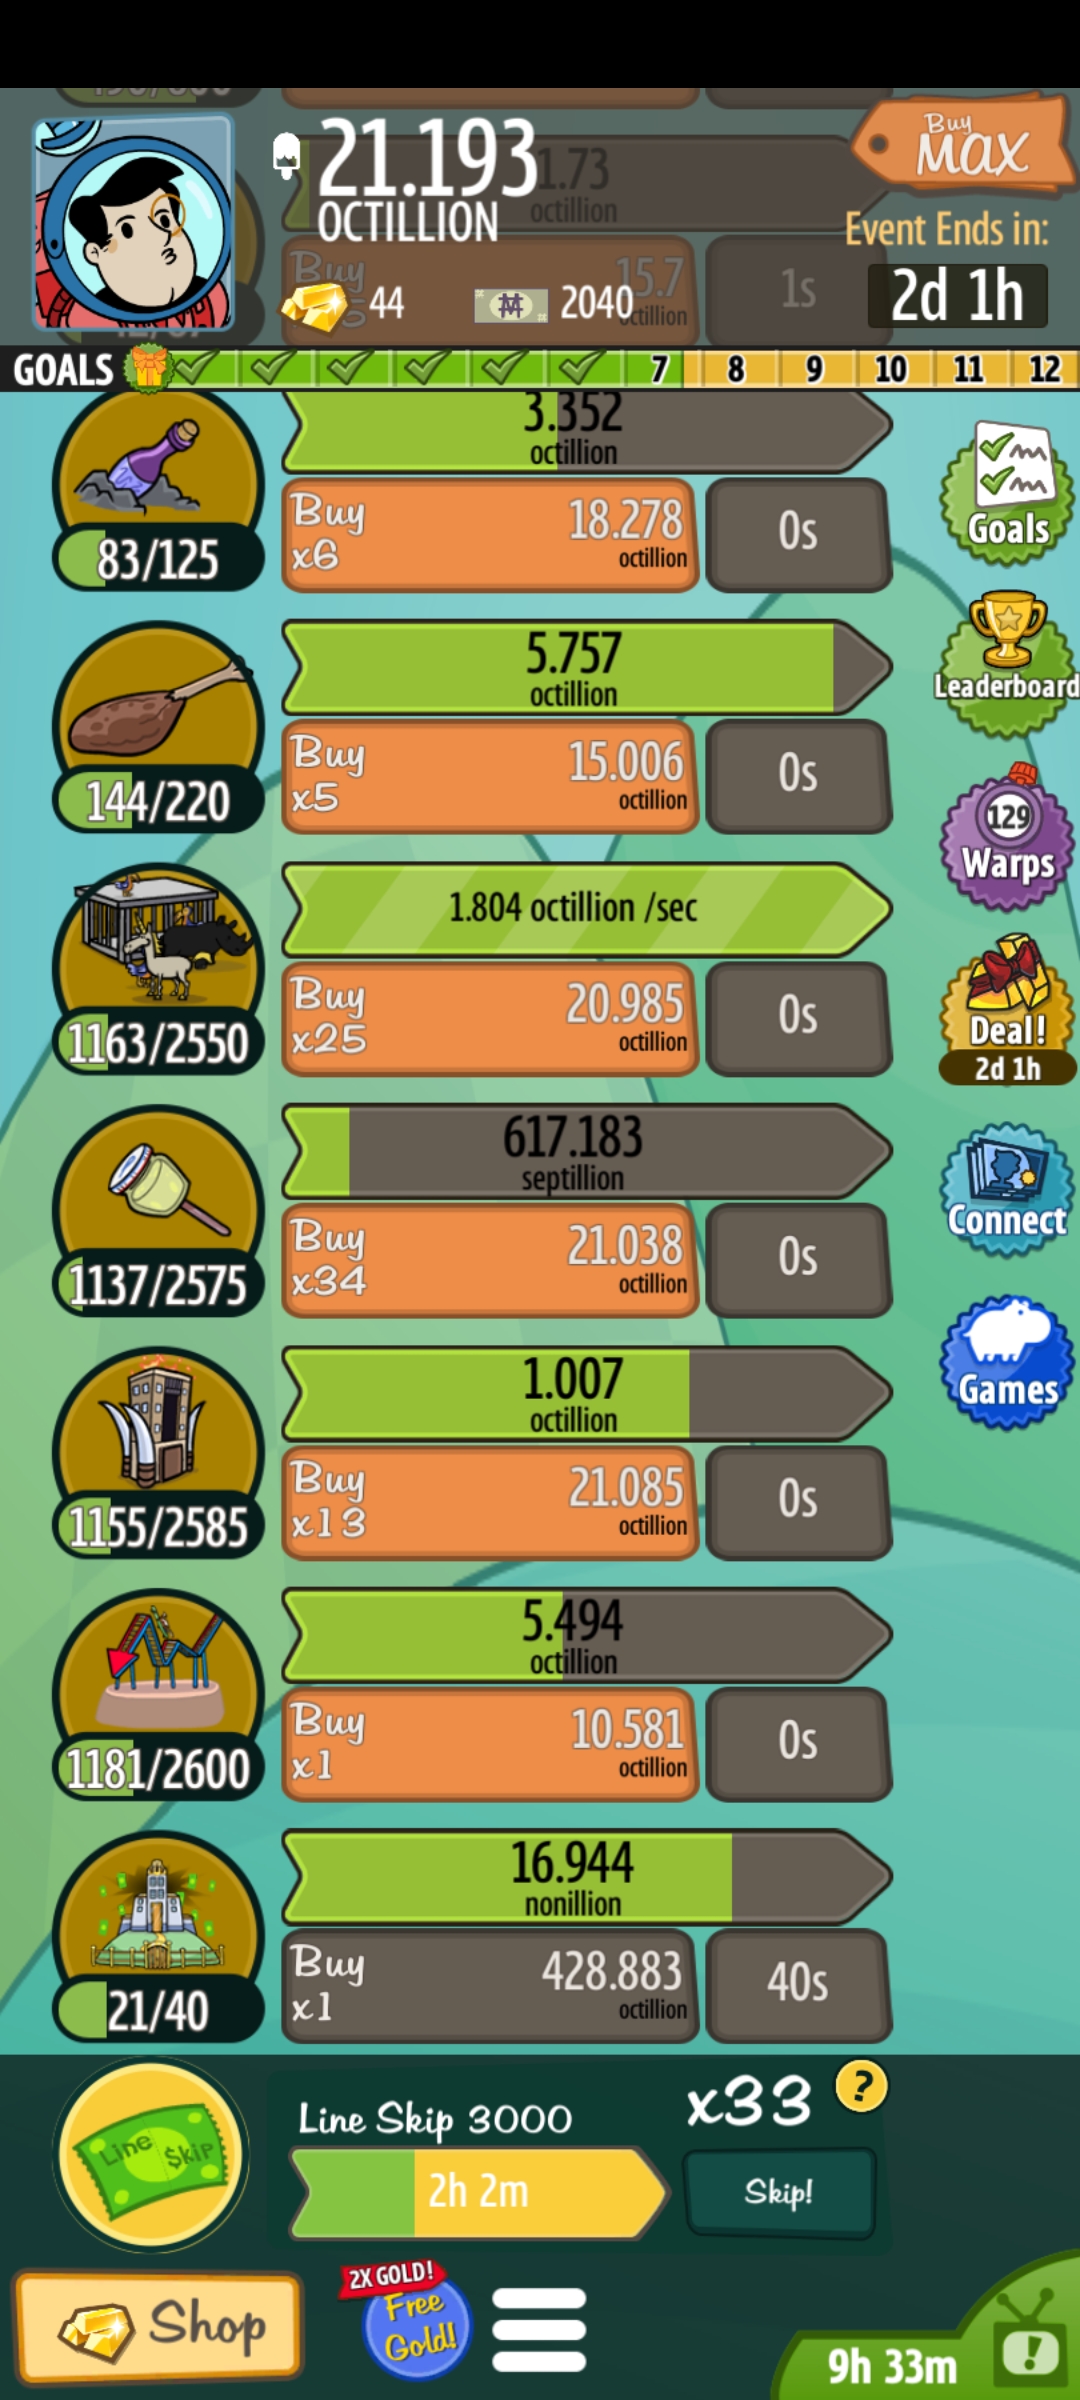 21.193
OCTILLION
Buy
MAX
1.73
octillion
Event Ends in:
2d 1h
Buy
15.7
octillion
1s
44
2040
GOALS
7
8
9
10
11
12
3.352
octillion
Buy
x6
18.278
octillion
0s
83/125
Goals
5.757
octillion
Buy
x5
15.006
octillion
0s
144/220
Leaderboard
1.804 octillion /sec
Buy
x25
20.985
octillion
0s
1163/2550
129
Warps
Deal!
2d 1h
617.183
septillion
Buy
x34
21.038
octillion
0s
1137/2575
Connect
1.007
octillion
Buy
x13
21.085
octillion
0s
1155/2585
Games
5.494
octillion
Buy
x1
10.581
octillion
0s
1181/2600
16.944
nonillion
Buy
x1
428.883
octillion
40s
21/40
Line $kip
Line Skip 3000
2h 2m
x33
?
Skip!
Shop
2X GOLD!
Free
Gold!
9h 33m
!